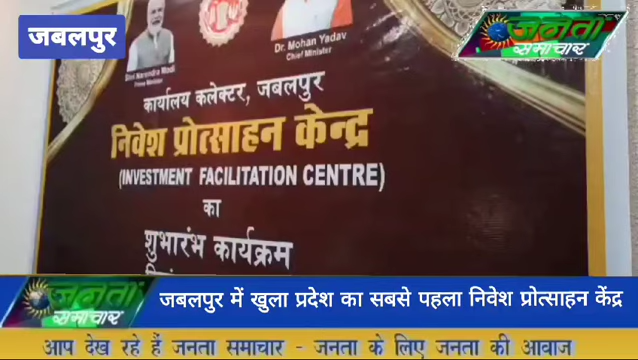 जबलपुर
जनता
समाचार
Shri Narendra Modi
Prime Minister
Dr. Mohan Yadav
Chief Minister
कार्यालय कलेक्टर, जबलपुर
निवेश प्रोत्साहन केन्द्र
(INVESTMENT FACILITATION CENTRE)
का
शुभारंभ कार्यक्रम
जनता
समाचार
जबलपुर में खुला प्रदेश का सबसे पहला निवेश प्रोत्साहन केंद्र
आप देख रहे हैं जनता समाचार - जनता के लिए जनता की आवाज